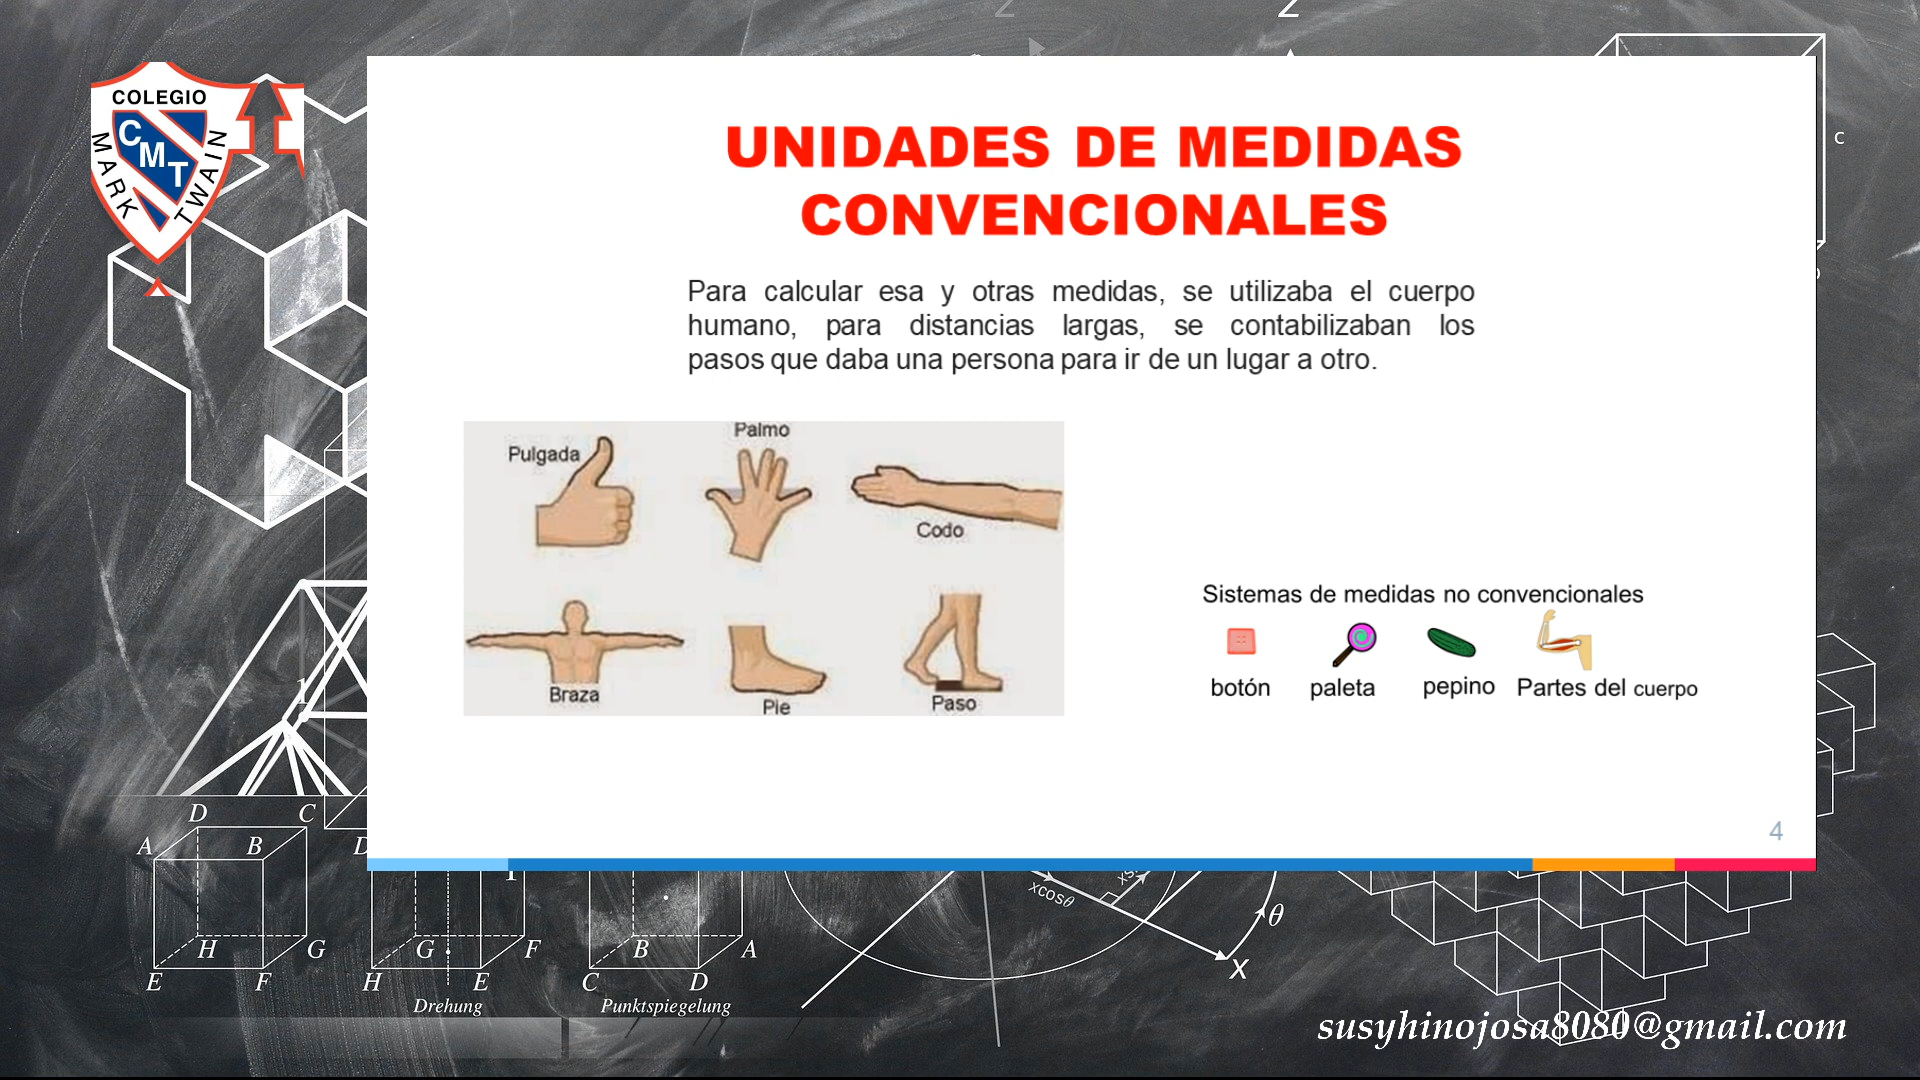 COLEGIO
MARK
CMT
TWAIN
UNIDADES DE MEDIDAS
CONVENCIONALES
Para calcular esa y otras medidas, se utilizaba el cuerpo
humano, para distancias largas, se contabilizaban los
pasos que daba una persona para ir de un lugar a otro.
Pulgada
Palmo
Codo
Braza
Pie
Paso
Sistemas de medidas no convencionales
botón paleta pepino Partes del cuerpo
4
Z
c
1
D C
A B D
H G G F B A
E F H E C D
Drehung Punktspiegelung
1
xcosθ
θ
X
susyhinojosa8080@gmail.com